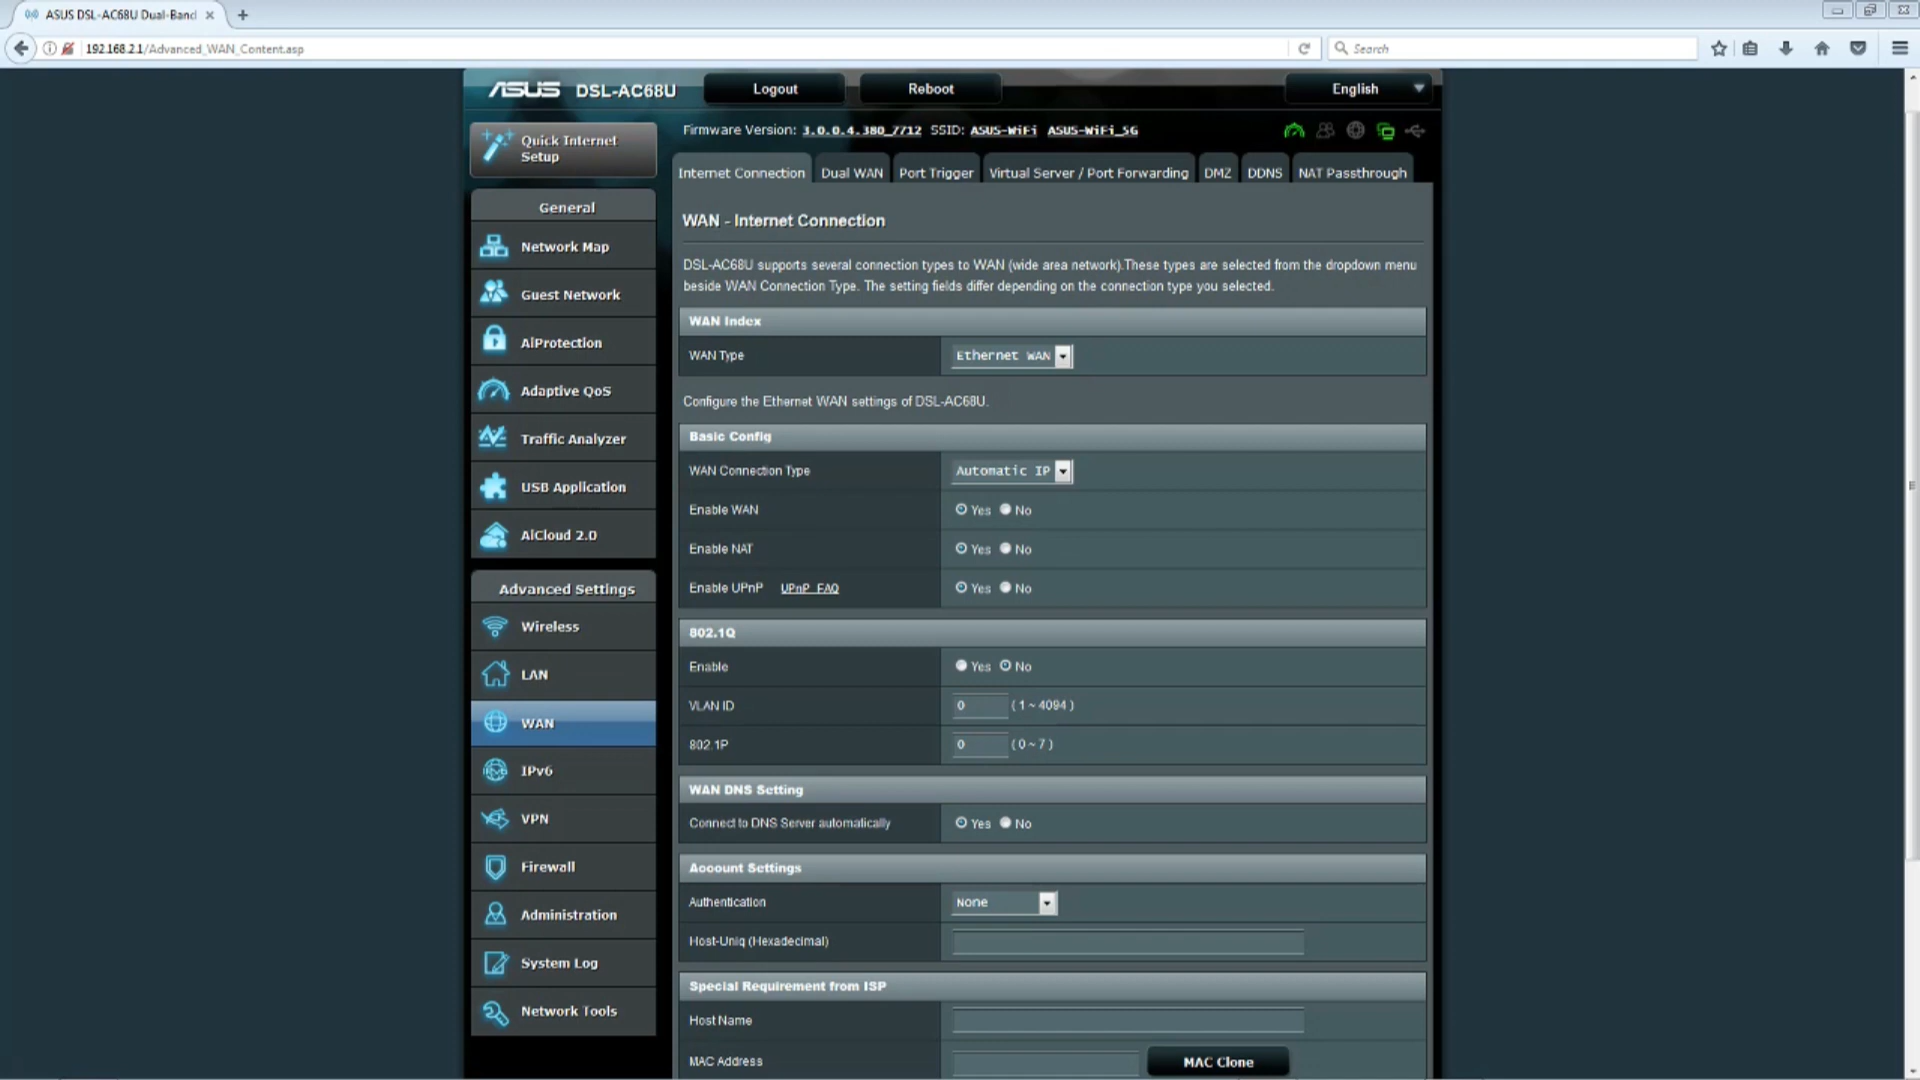 ASUS DSL-AC68U Dual-Band
192.168.2.1/Advanced_WAN_Content.asp
Search
ASUS DSL-AC68U
Logout
Reboot
English
Quick Internet
Setup
Firmware Version: 3.0.0.4.380_7712 SSID: ASUS-WiFi ASUS-WiFi_5G
Internet Connection
Dual WAN
Port Trigger
Virtual Server / Port Forwarding
DMZ
DDNS
NAT Passthrough
General
Network Map
Guest Network
AiProtection
Adaptive QoS
Traffic Analyzer
USB Application
AiCloud 2.0
Advanced Settings
Wireless
LAN
WAN
IPv6
VPN
Firewall
Administration
System Log
Network Tools
WAN - Internet Connection
DSL-AC68U supports several connection types to WAN (wide area network).These types are selected from the dropdown menu
beside WAN Connection Type. The setting fields differ depending on the connection type you selected.
WAN Index
WAN Type Ethernet WAN
Configure the Ethernet WAN settings of DSL-AC68U.
Basic Config
WAN Connection Type Automatic IP
Enable WAN Yes No
Enable NAT Yes No
Enable UPnP UPnP FAQ Yes No
802.1Q
Enable Yes No
VLAN ID 0 ( 1 ~ 4094 )
802.1P 0 ( 0 ~ 7 )
WAN DNS Setting
Connect to DNS Server automatically Yes No
Account Settings
Authentication None
Host-Uniq (Hexadecimal)
Special Requirement from ISP
Host Name
MAC Address MAC Clone